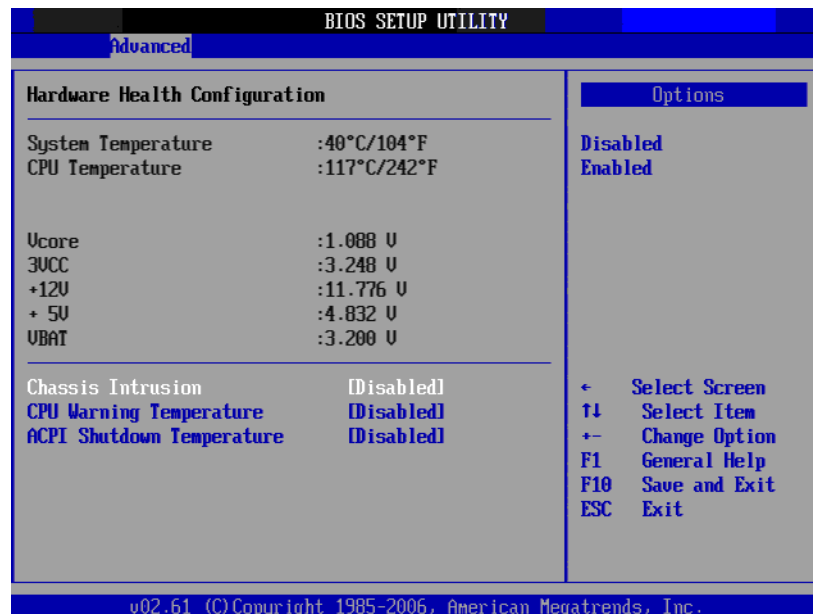 BIOS SETUP UTILITY
Advanced
Hardware Health Configuration
System Temperature :40°C/104°F
CPU Temperature :117°C/242°F
Vcore :1.088 V
3VCC :3.248 V
+12V :11.776 V
+ 5V :4.832 V
VBAT :3.200 V
Chassis Intrusion [Disabled]
CPU Warning Temperature [Disabled]
ACPI Shutdown Temperature [Disabled]
Options
Disabled
Enabled
← Select Screen
↑↓ Select Item
+- Change Option
F1 General Help
F10 Save and Exit
ESC Exit
v02.61 (C)Copyright 1985-2006, American Megatrends, Inc.